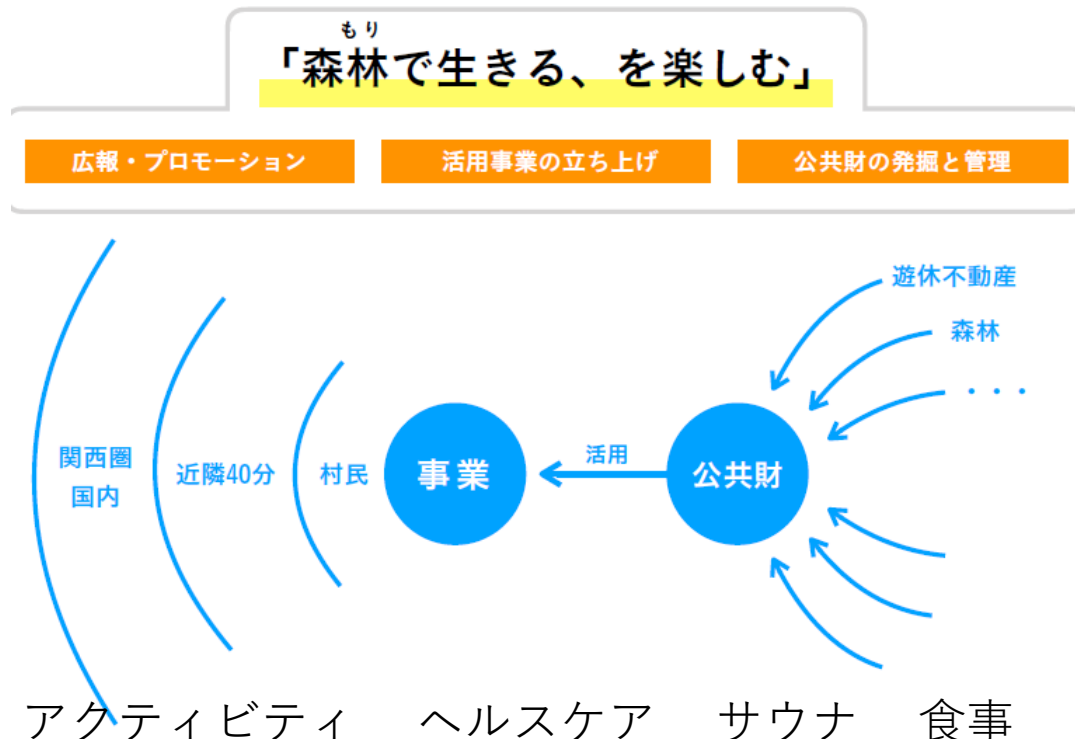 もり
「森林で生きる、を楽しむ」
広報・プロモーション
活用事業の立ち上げ
公共財の発掘と管理
遊休不動産
森林
・・・
関西圏
国内
近隣40分
村民
事業
活用
公共財
アクティビティ ヘルスケア サウナ 食事